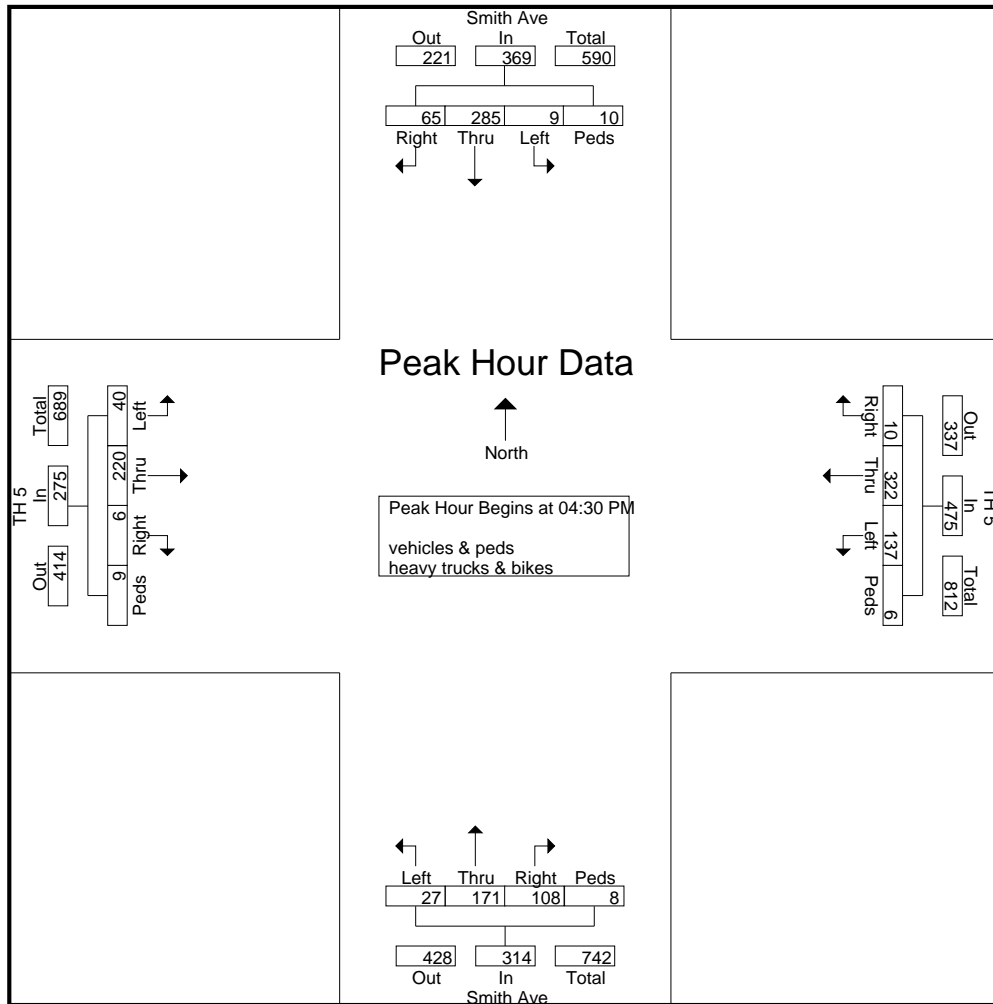 Smith Ave
Out In Total
221 369 590
65 285 9 10
Right Thru Left Peds
Peak Hour Data
North
Peak Hour Begins at 04:30 PM
vehicles & peds
heavy trucks & bikes
TH 5
Out In Total
414 275 689
Left Thru Right Peds
40 220 6 9
TH 5
Out In Total
337 475 812
Right Thru Left Peds
10 322 137 6
Left Thru Right Peds
27 171 108 8
428 314 742
Out In Total
Smith Ave